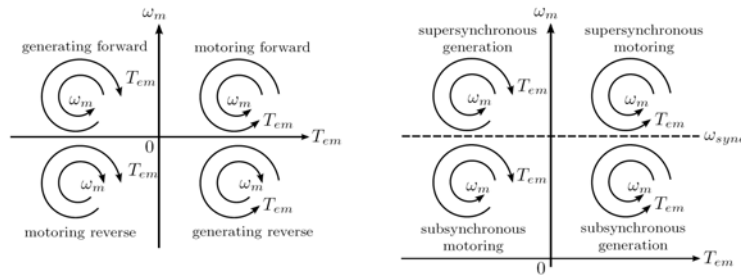 ω_m
generating forward
motoring forward
T_em
ω_m
ω_m
T_em
0
T_em
ω_m
T_em
ω_m
T_em
motoring reverse
generating reverse
ω_m
supersynchronous
generation
supersynchronous
motoring
T_em
ω_m
ω_m
T_em
ω_sync
ω_m
T_em
ω_m
T_em
subsynchronous
motoring
subsynchronous
generation
0
T_em